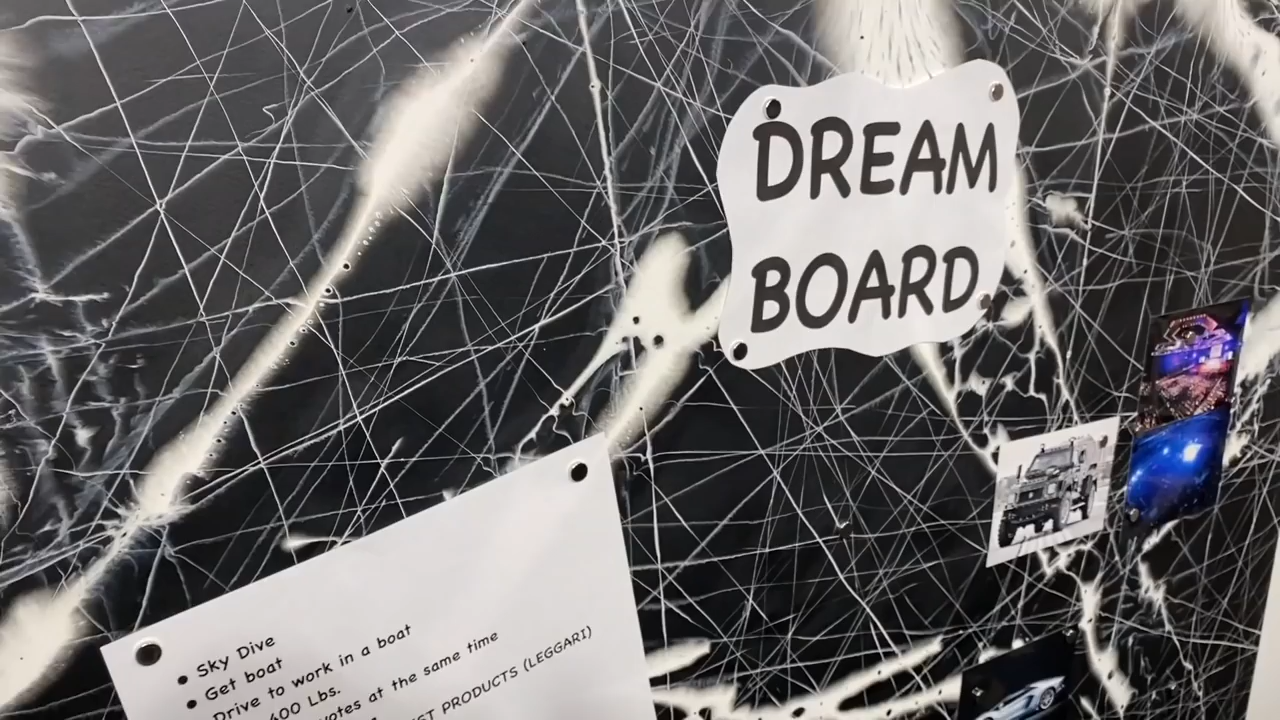 DREAM
BOARD
• Sky Dive
• Get boat
Drive to work in a boat
400 Lbs.
votes at the same time
PRODUCTS (LEGGARI)